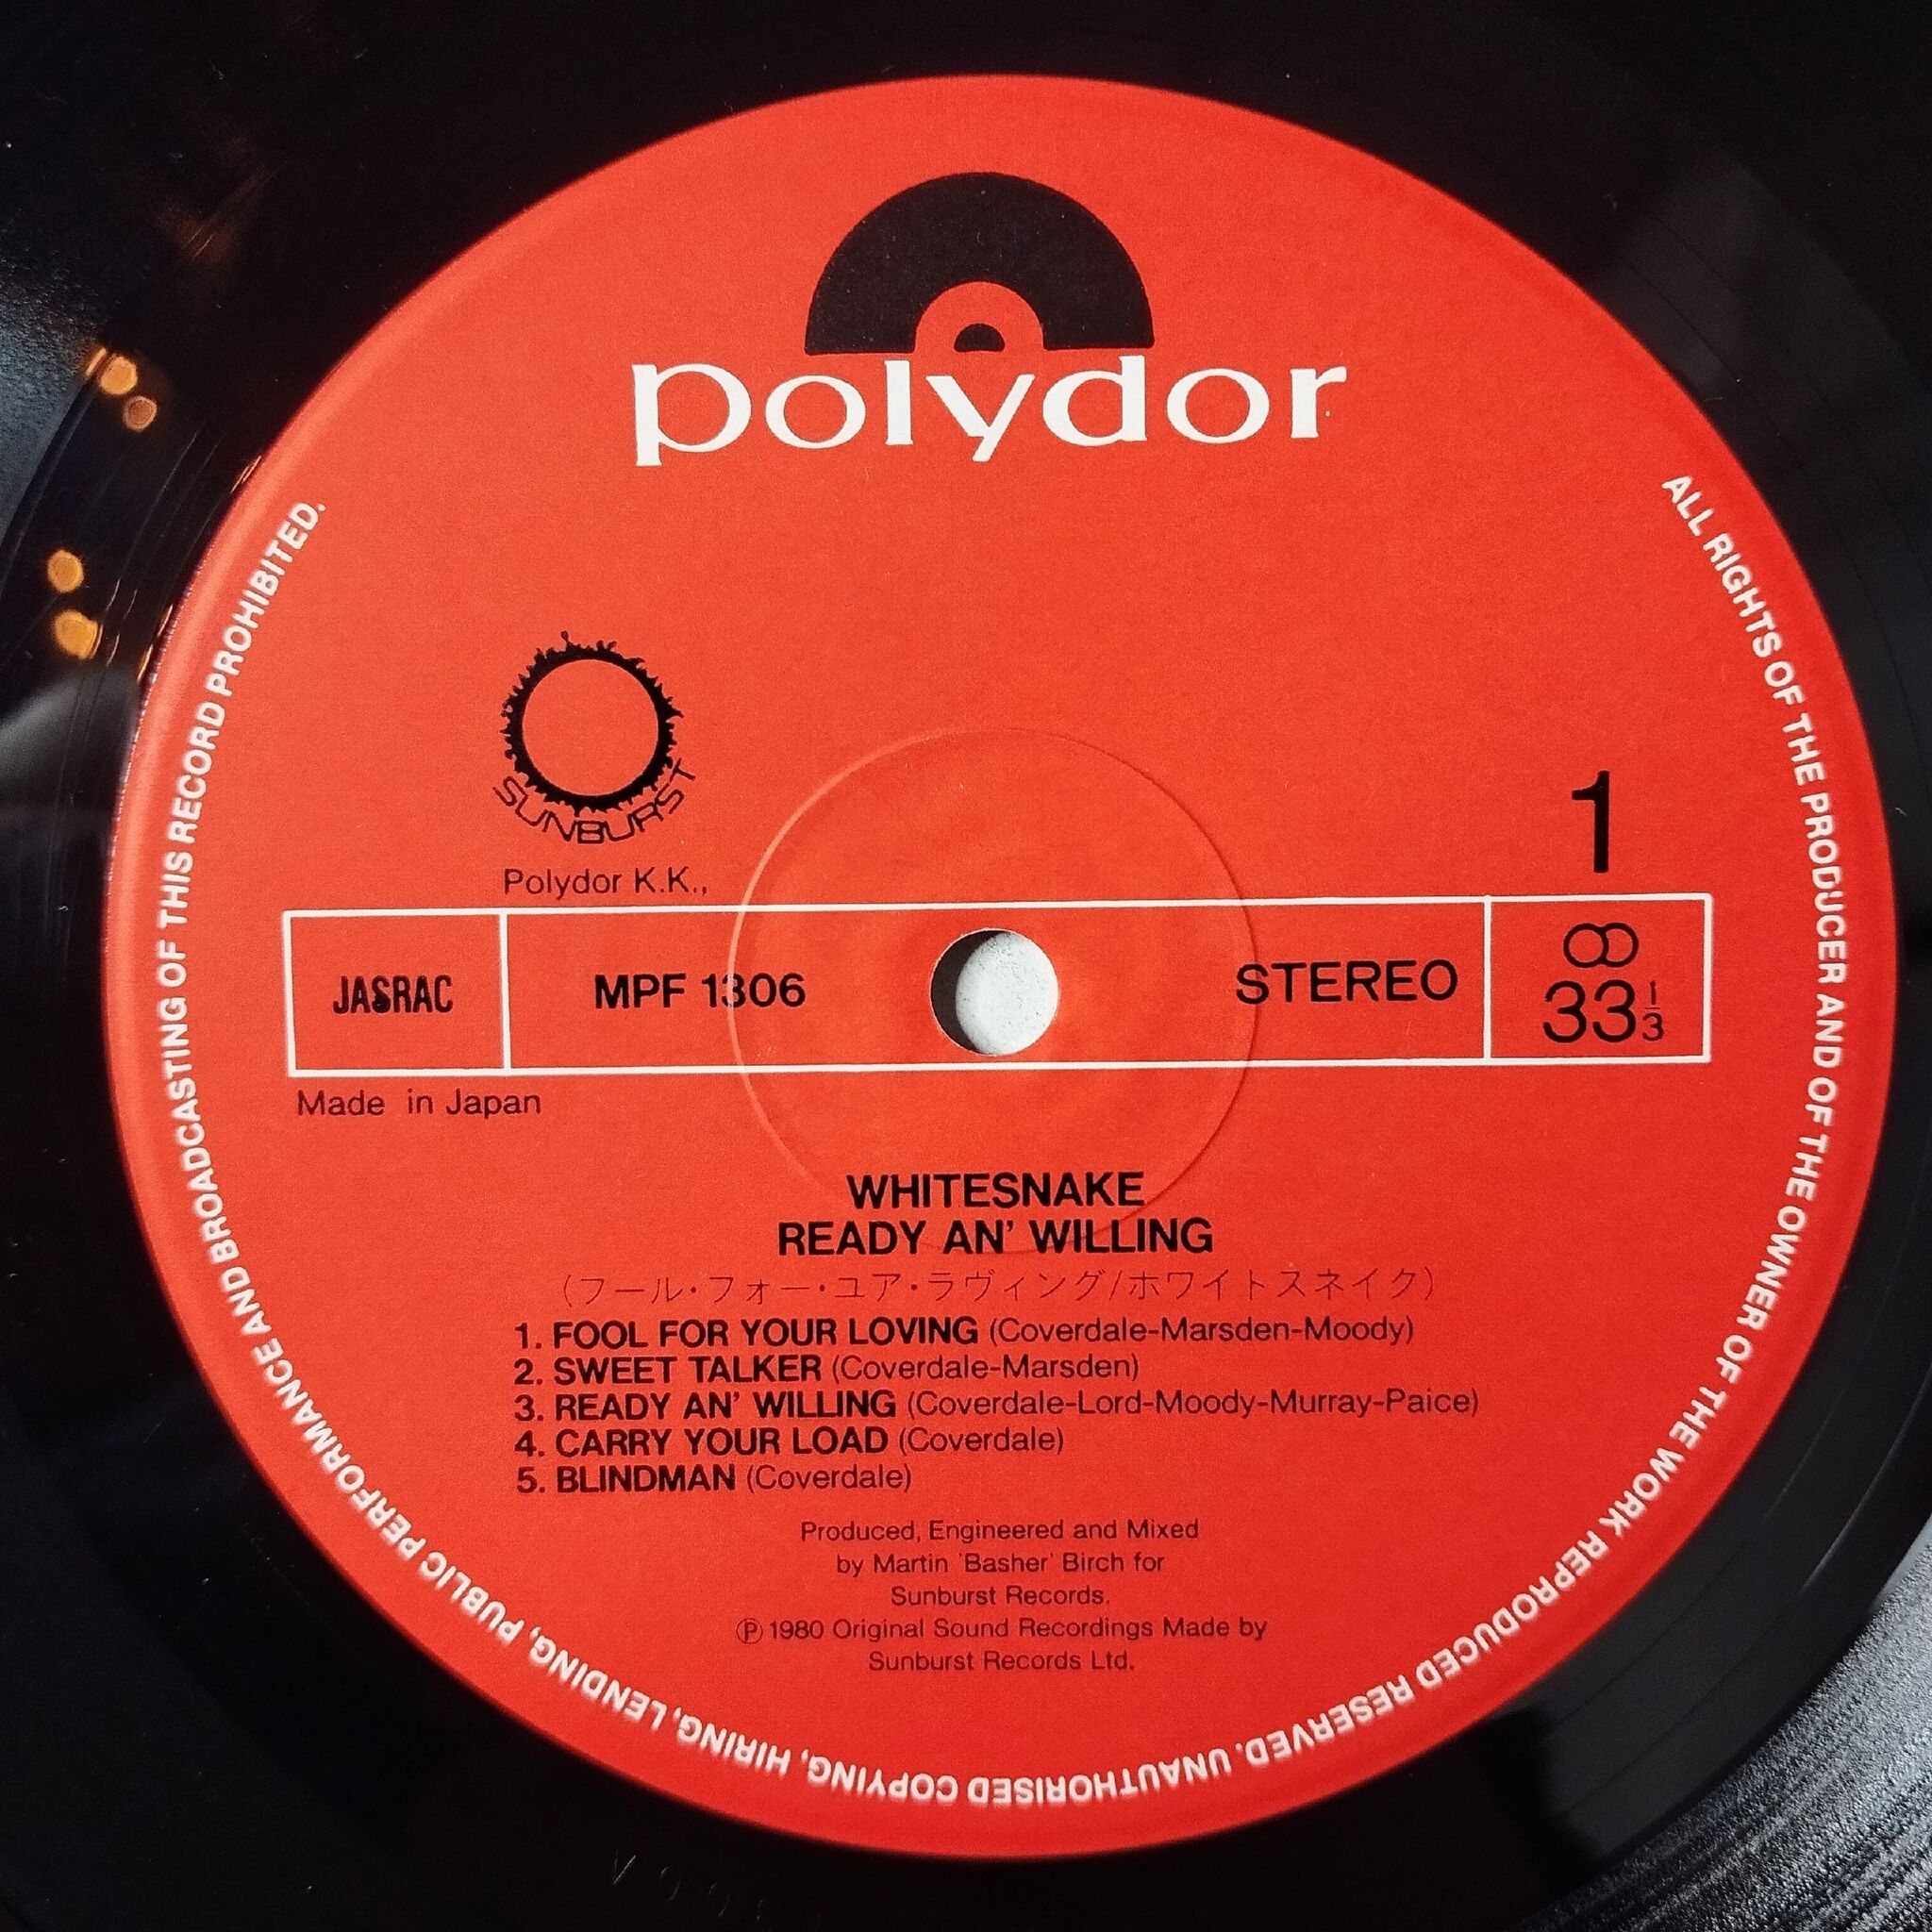 polydor
SUNBURST
Polydor K.K.,
1
JASRAC
MPF 1306
STEREO
33 1/3
Made in Japan
WHITESNAKE
READY AN' WILLING
(フール・フォー・ユア・ラヴィング/ホワイトスネイク)
1. FOOL FOR YOUR LOVING (Coverdale-Marsden-Moody)
2. SWEET TALKER (Coverdale-Marsden)
3. READY AN' WILLING (Coverdale-Lord-Moody-Murray-Paice)
4. CARRY YOUR LOAD (Coverdale)
5. BLINDMAN (Coverdale)
Produced, Engineered and Mixed
by Martin 'Basher' Birch for
Sunburst Records.
Ⓟ 1980 Original Sound Recordings Made by
Sunburst Records Ltd.
ALL RIGHTS OF THE PRODUCER AND OF THE OWNER OF THE WORK REPRODUCED RESERVED. UNAUTHORISED COPYING, HIRING, LENDING, PUBLIC PERFORMANCE AND BROADCASTING OF THIS RECORD PROHIBITED.